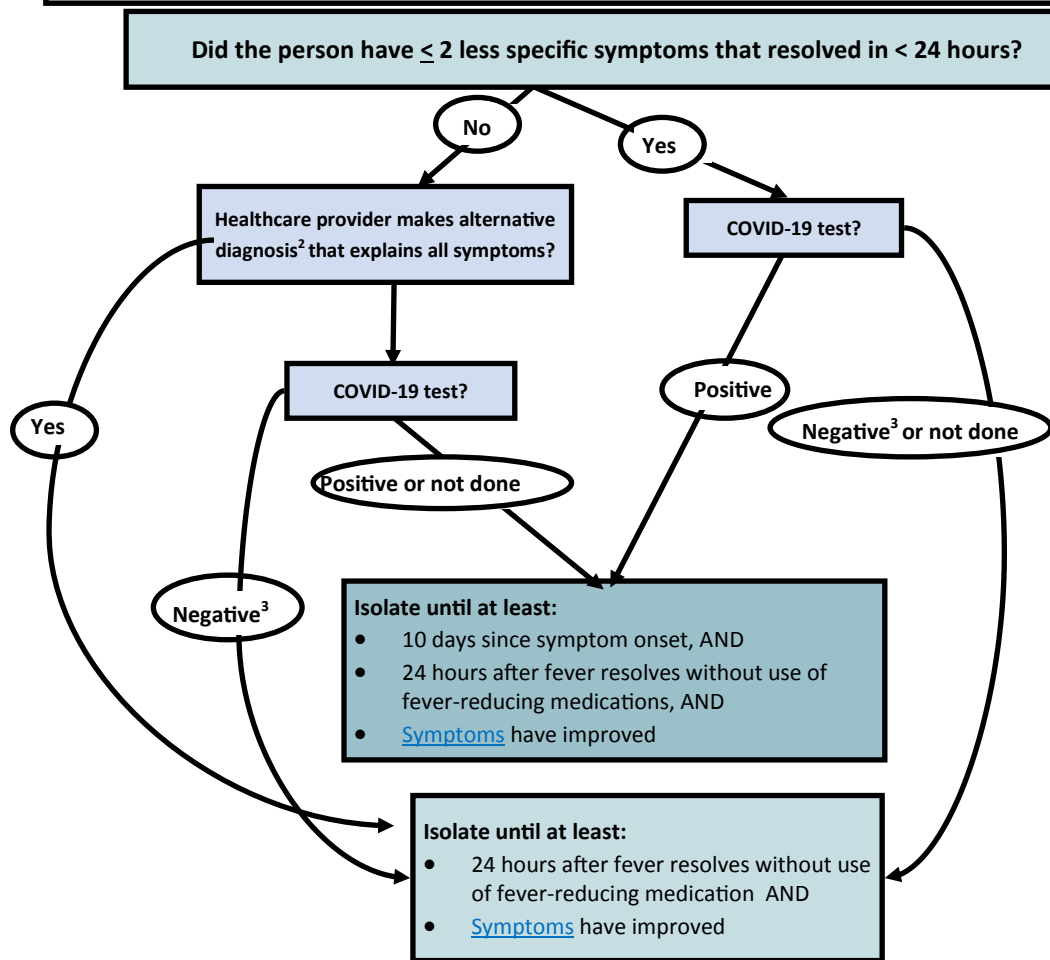 Did the person have ≤ 2 less specific symptoms that resolved in < 24 hours?
No
Yes
Healthcare provider makes alternative
diagnosis² that explains all symptoms?
COVID-19 test?
COVID-19 test?
Positive
Yes
Negative³ or not done
Positive or not done
Negative³
Isolate until at least:
• 10 days since symptom onset, AND
• 24 hours after fever resolves without use of
fever-reducing medications, AND
• Symptoms have improved
Isolate until at least:
• 24 hours after fever resolves without use
of fever-reducing medication AND
• Symptoms have improved